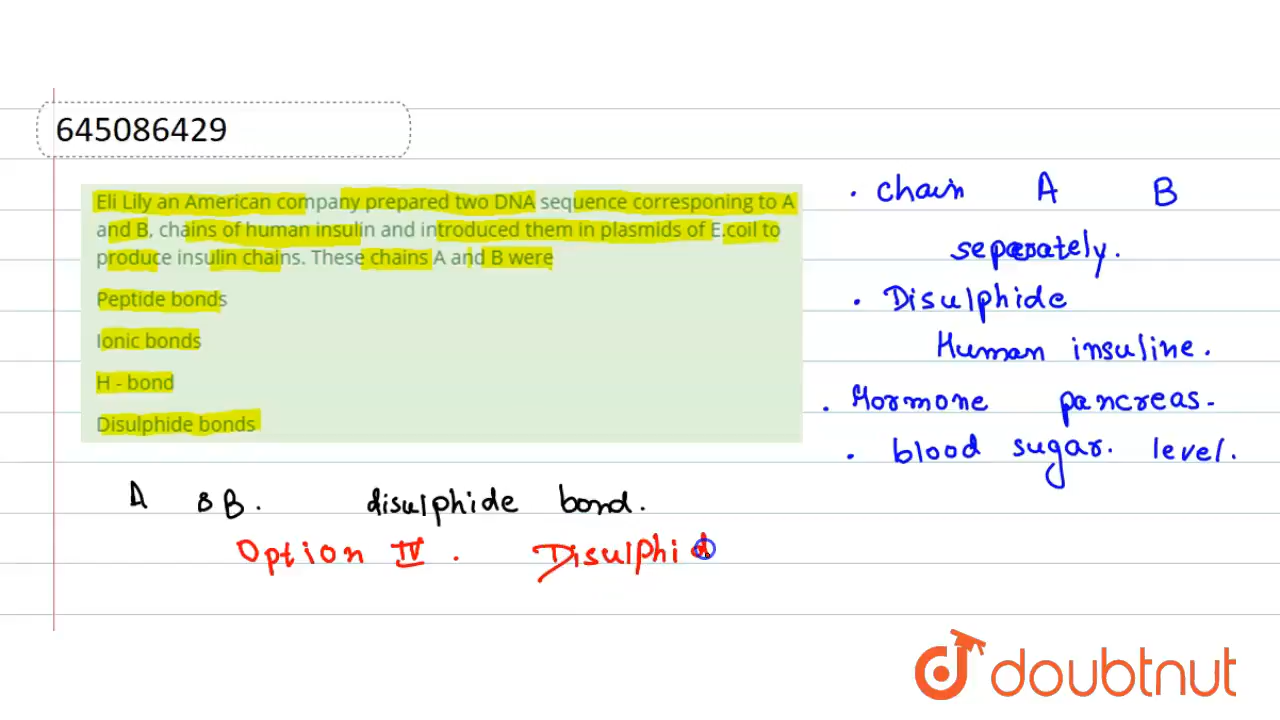 645086429
Eli Lily an American company prepared two DNA sequence corresponing to A
and B, chains of human insulin and introduced them in plasmids of E.coil to
produce insulin chains. These chains A and B were
Peptide bonds
Ionic bonds
H - bond
Disulphide bonds
. Chain A B
seperately.
. Disulphide
Human insuline.
. Hormone pancreas.
. blood sugar. level.
A & B. disulphide bond.
Option IV. Disulphid
doubtnut